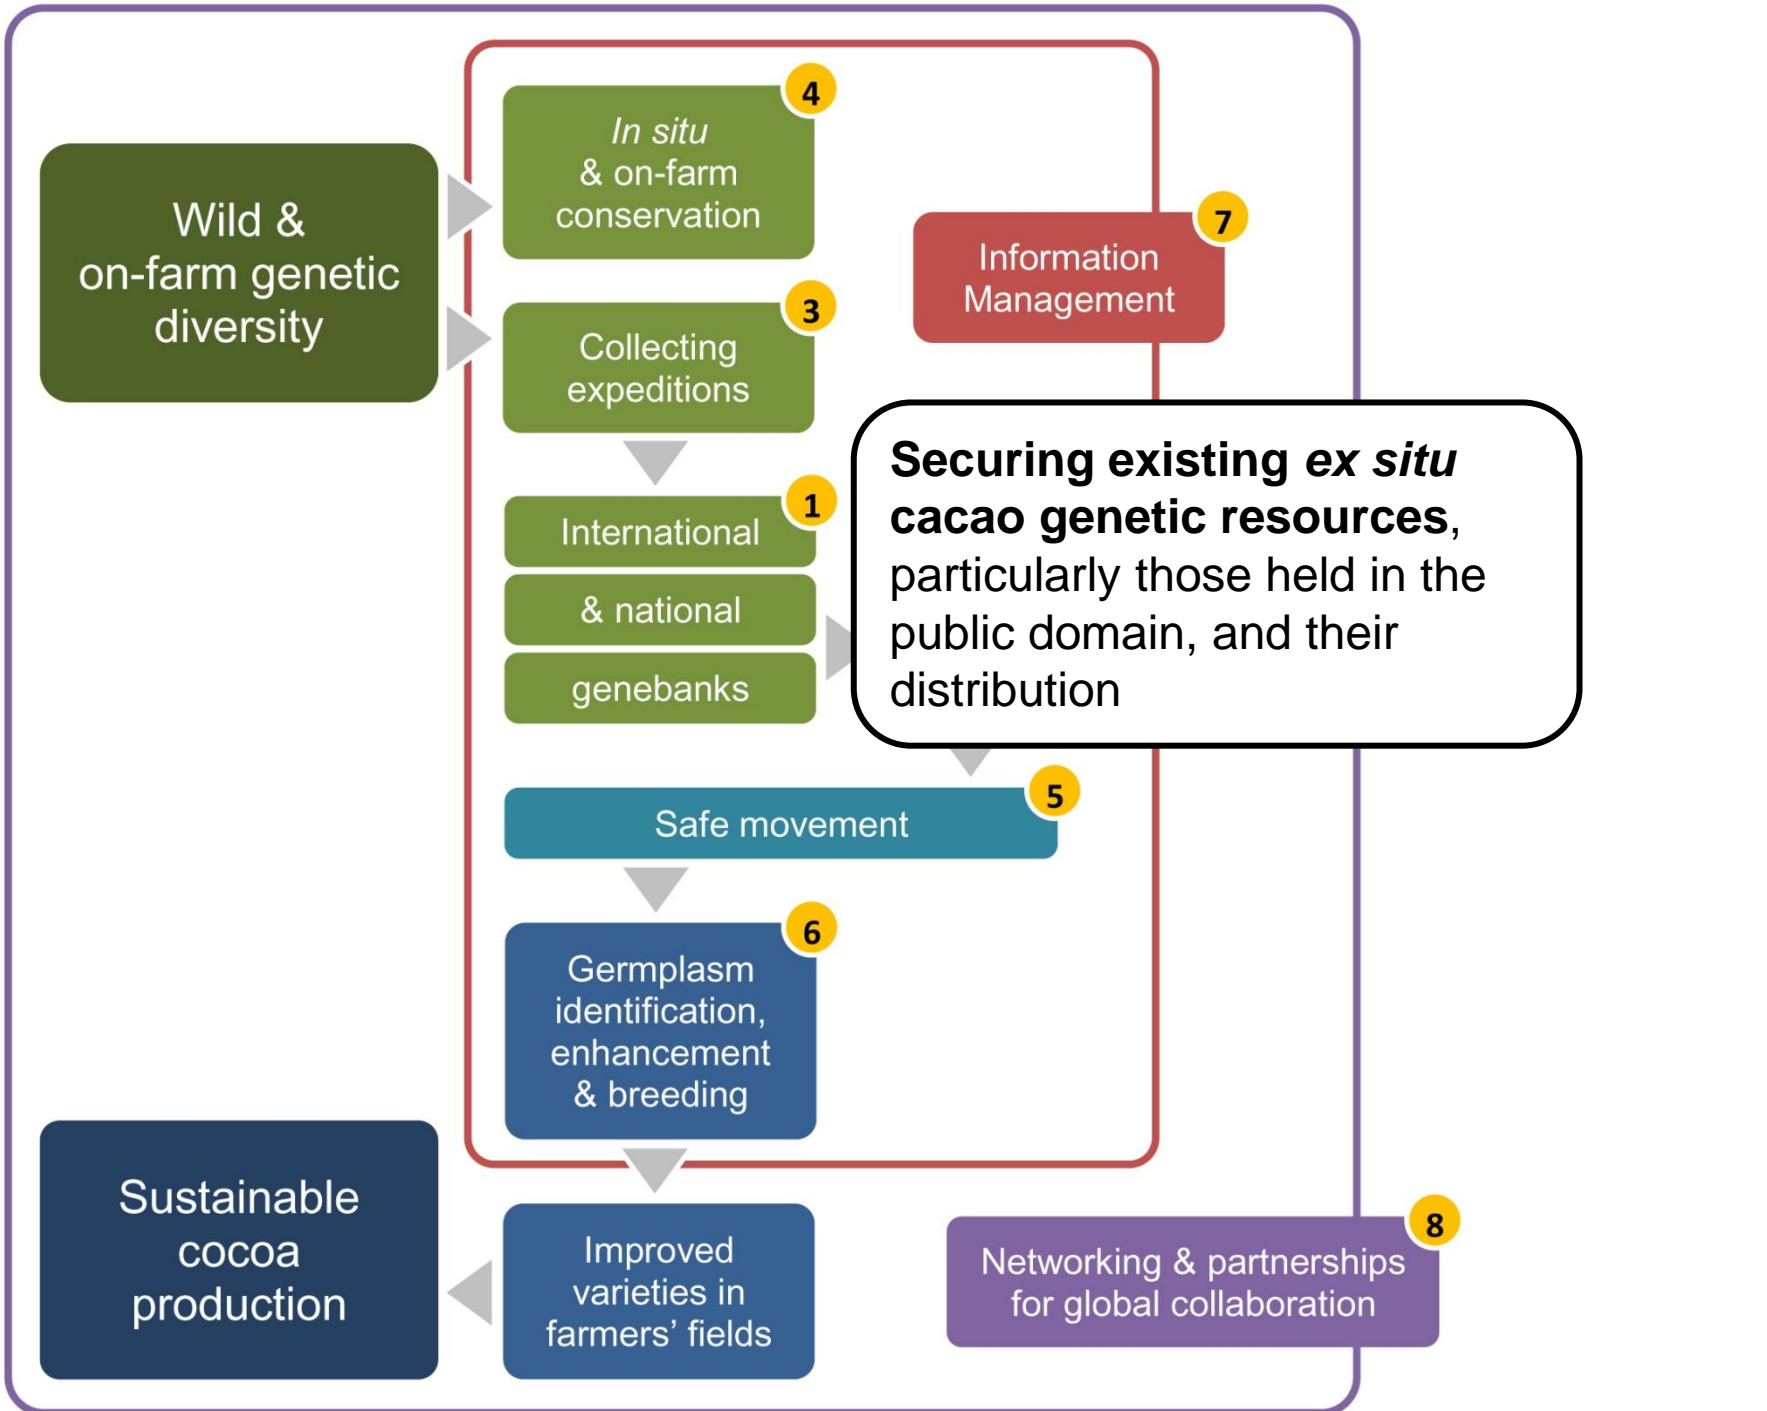 4
In situ
& on-farm
conservation
Wild &
on-farm genetic
diversity
7
Information
Management
3
Collecting
expeditions
Securing existing ex situ
cacao genetic resources,
particularly those held in the
public domain, and their
distribution
1
International
& national
genebanks
5
Safe movement
6
Germplasm
identification,
enhancement
& breeding
Sustainable
cocoa
production
Improved
varieties in
farmers’ fields
8
Networking & partnerships
for global collaboration